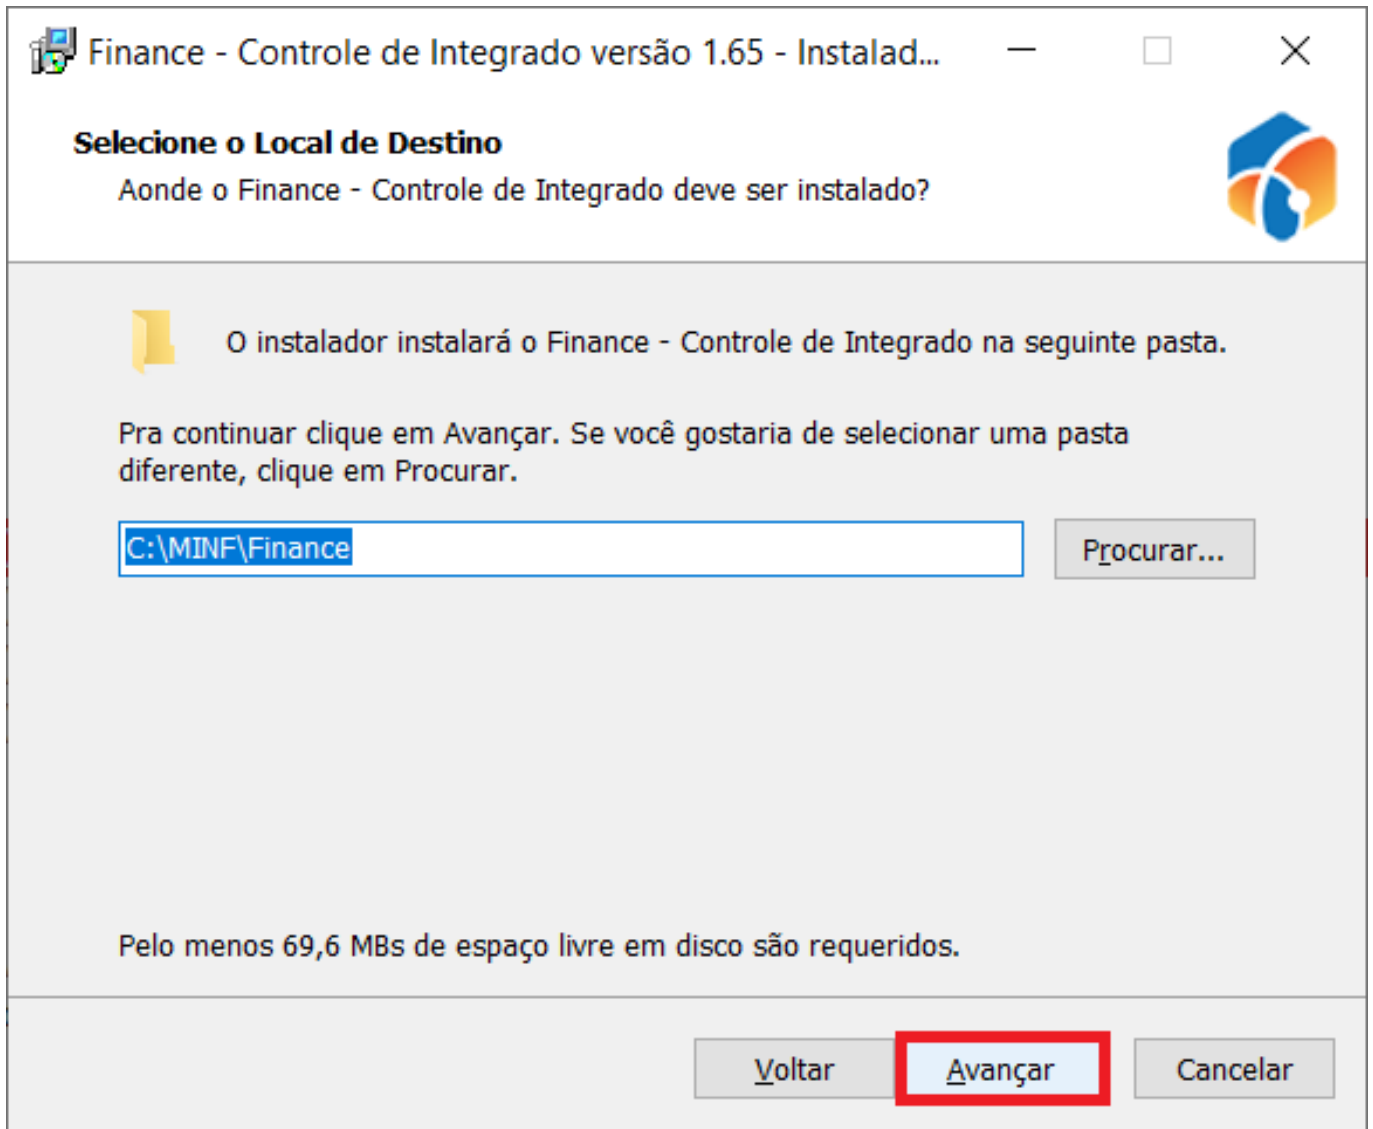 Finance - Controle de Integrado versão 1.65 - Instalad...
Selecione o Local de Destino
Aonde o Finance - Controle de Integrado deve ser instalado?
O instalador instalará o Finance - Controle de Integrado na seguinte pasta.
Pra continuar clique em Avançar. Se você gostaria de selecionar uma pasta
diferente, clique em Procurar.
C:\MINF\Finance
Procurar...
Pelo menos 69,6 MBs de espaço livre em disco são requeridos.
Voltar
Avançar
Cancelar